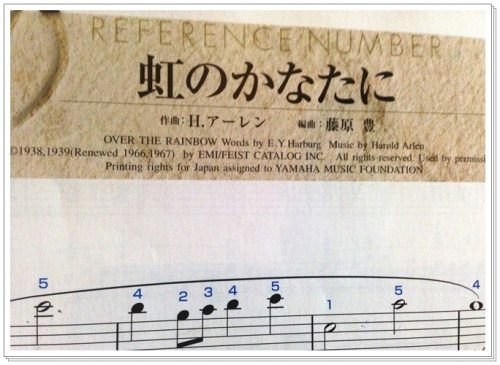 REFERENCE NUMBER
虹のかなたに
作曲:H.アーレン 編曲:藤原 豊
OVER THE RAINBOW Words by E.Y.Harburg Music by Harold Arlen
©1938,1939(Renewed 1966,1967) by EMI/FEIST CATALOG INC. All rights reserved. Used by
Printing rights for Japan assigned to YAMAHA MUSIC FOUNDATION
5 4 2 3 4 5 1 5 4